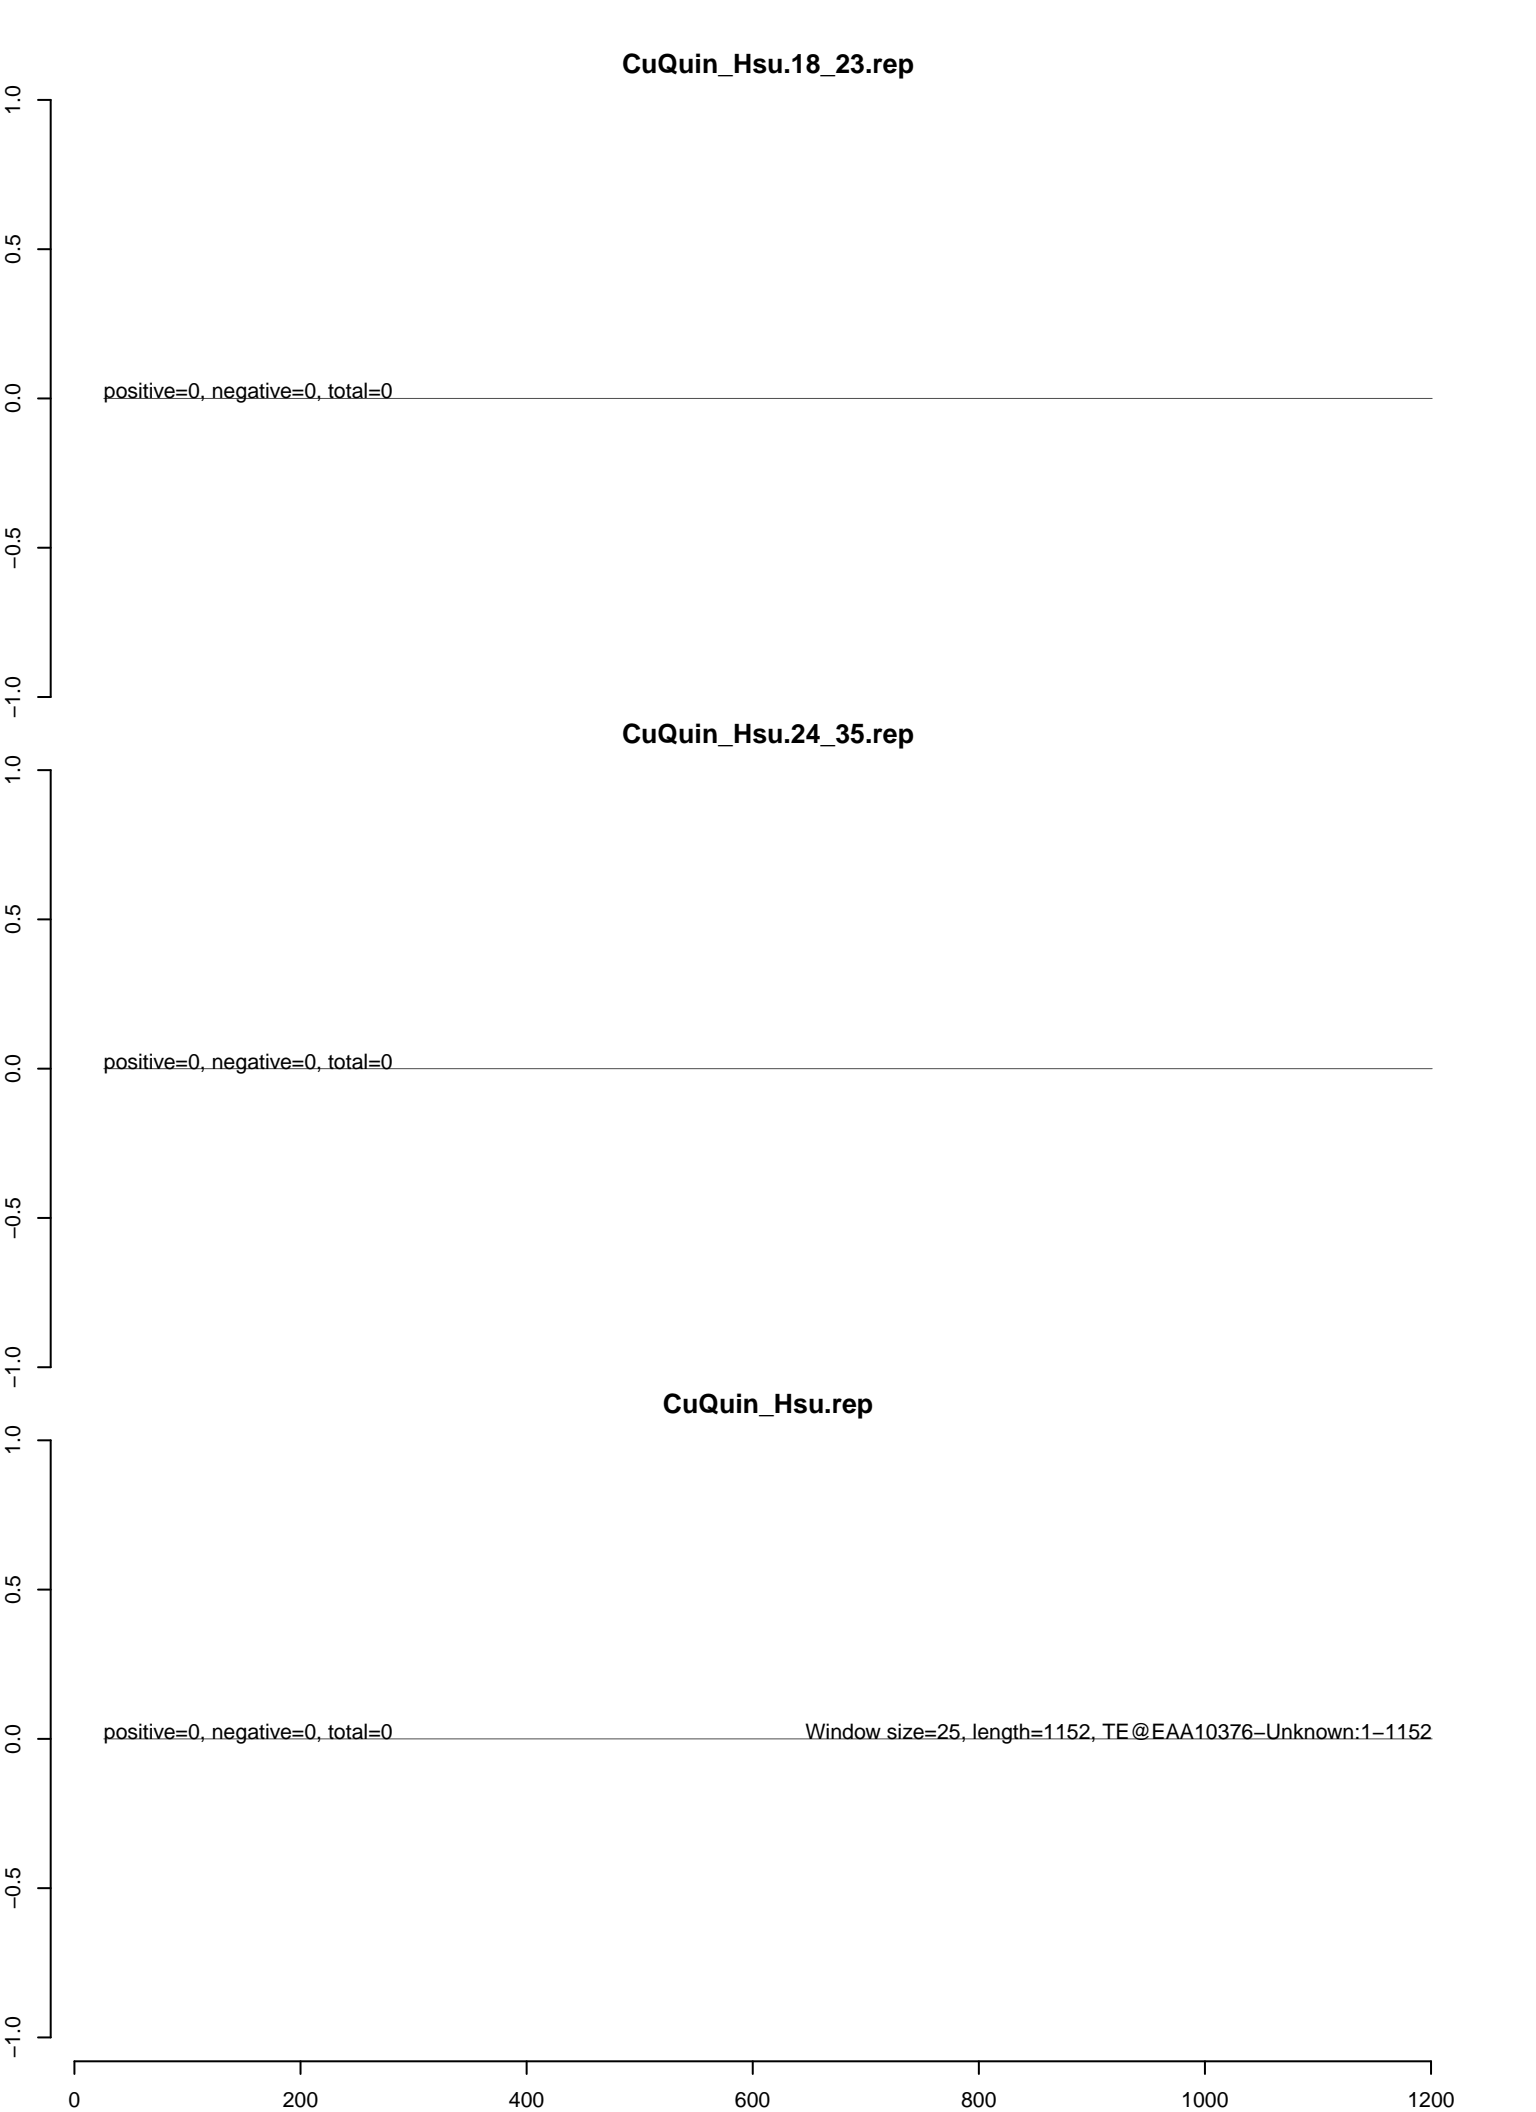 CuQuin_Hsu.18_23.rep
1.0
0.5
0.0
−0.5
−1.0
positive=0, negative=0, total=0
CuQuin_Hsu.24_35.rep
1.0
0.5
0.0
−0.5
−1.0
positive=0, negative=0, total=0
CuQuin_Hsu.rep
1.0
0.5
0.0
−0.5
−1.0
positive=0, negative=0, total=0
Window size=25, length=1152, TE@EAA10376−Unknown:1−1152
0 200 400 600 800 1000 1200